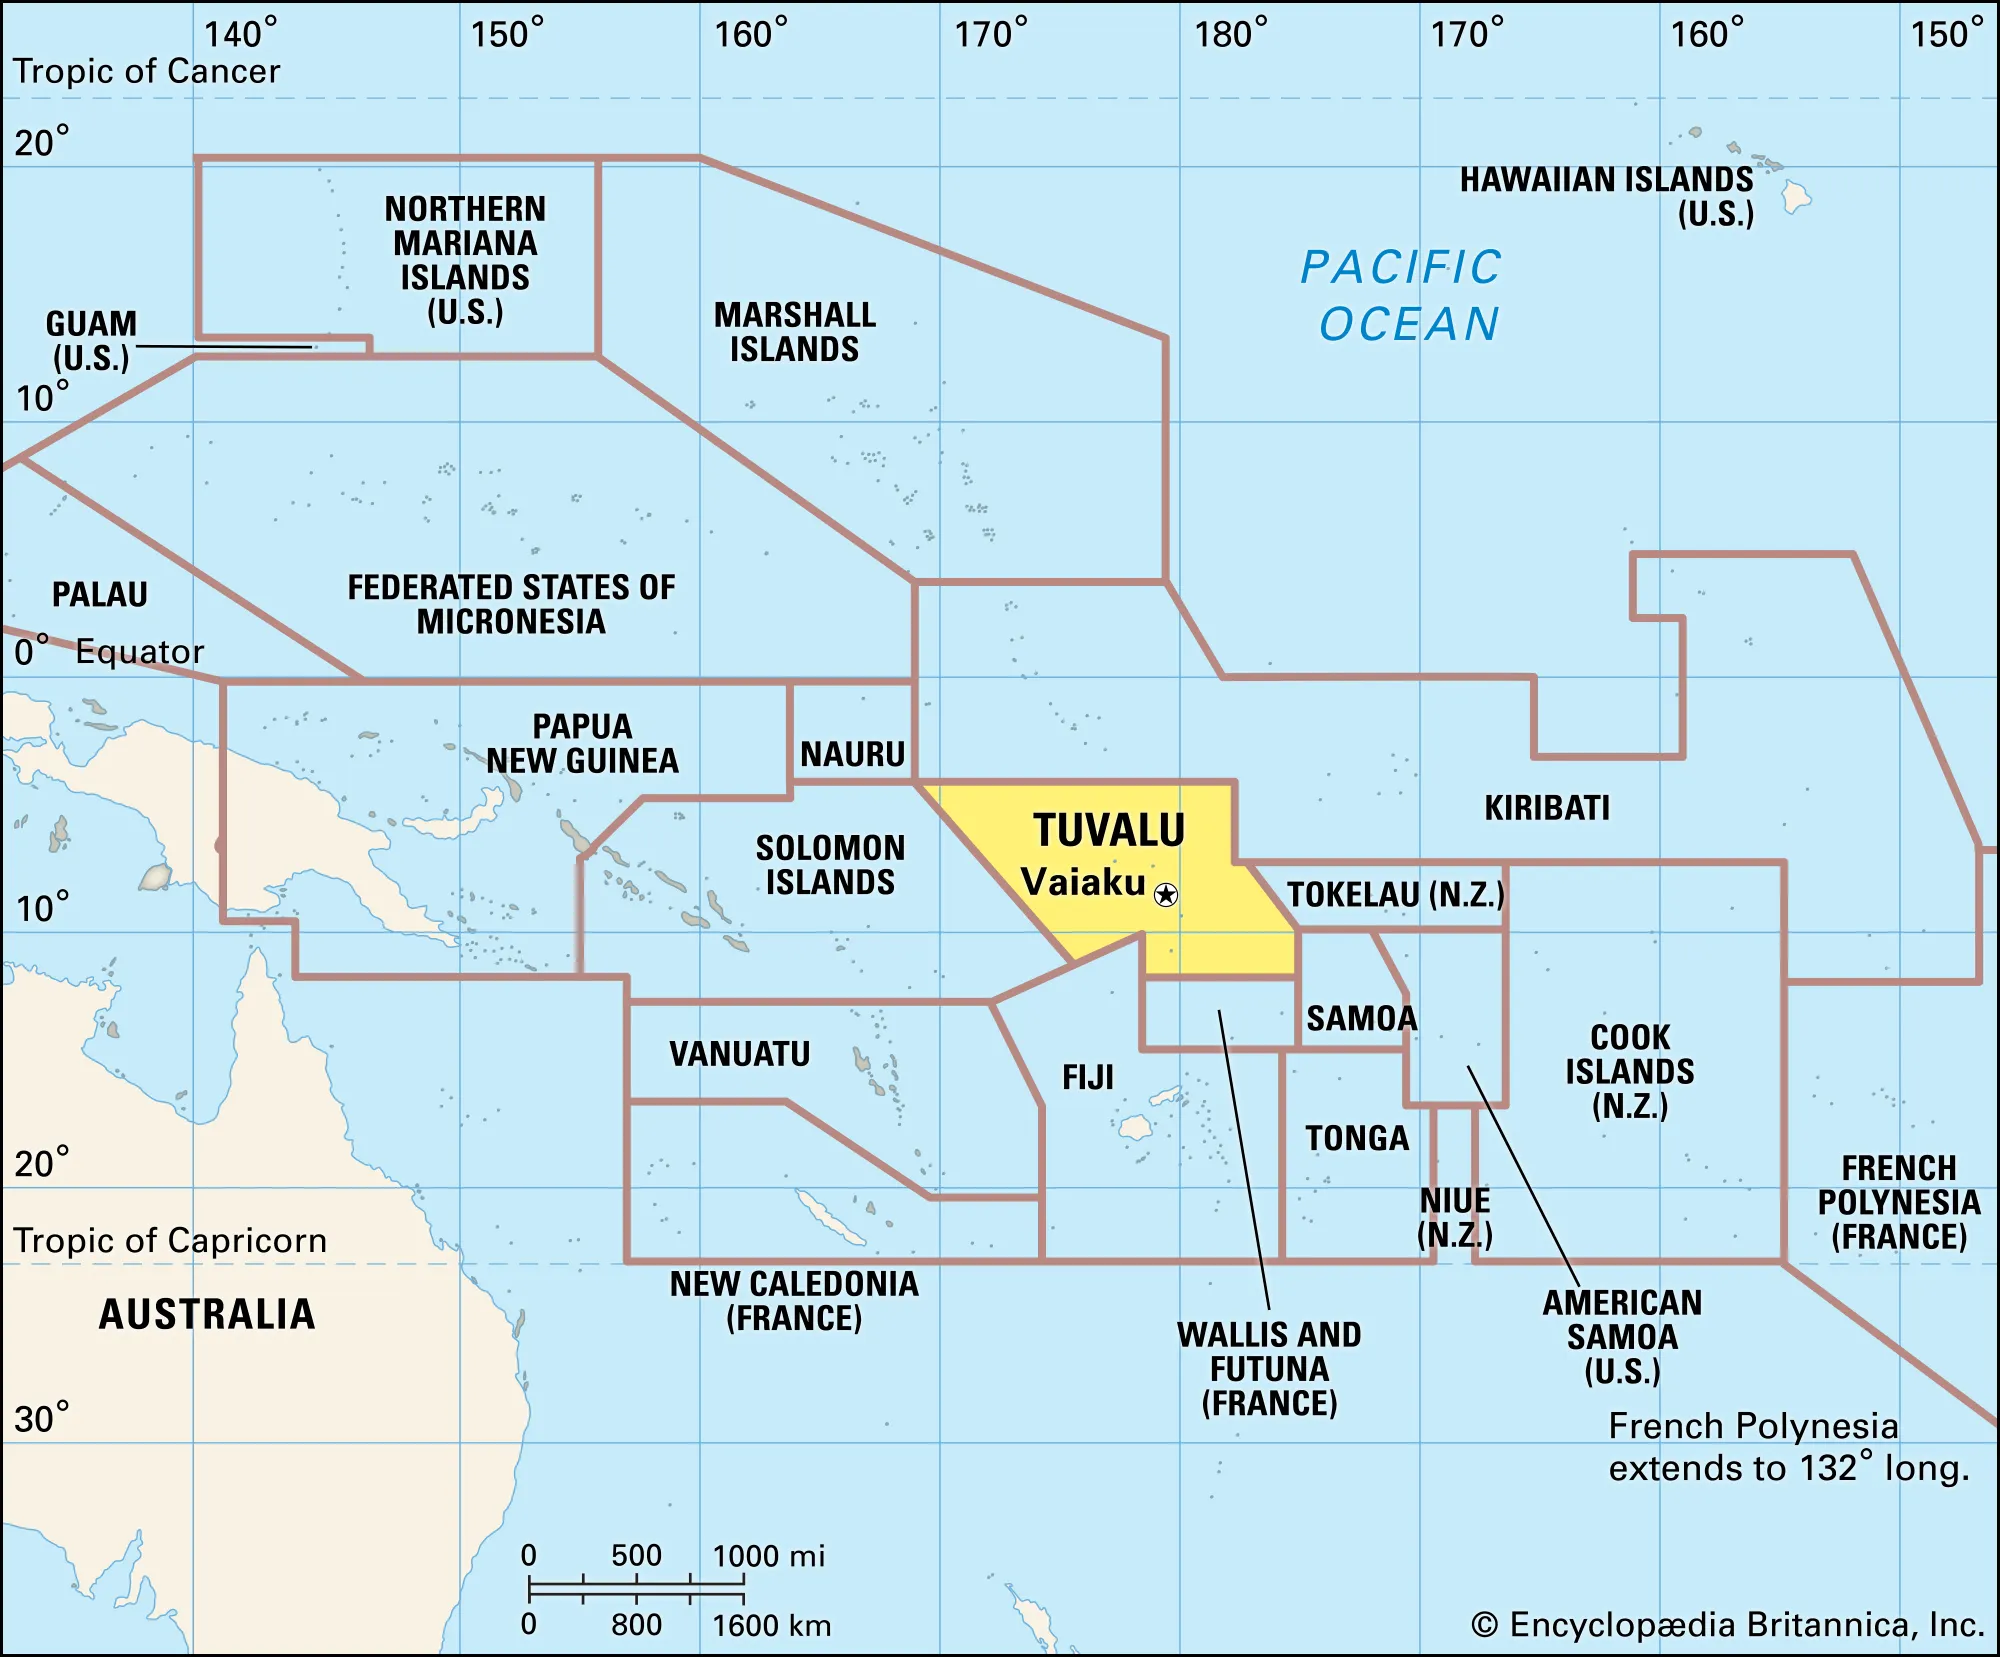 140°
150°
160°
170°
180°
170°
160°
150°
Tropic of Cancer
20°
HAWAIIAN ISLANDS
(U.S.)
NORTHERN
MARIANA
ISLANDS
(U.S.)
PACIFIC
OCEAN
GUAM
(U.S.)
MARSHALL
ISLANDS
10°
PALAU
FEDERATED STATES OF
MICRONESIA
0° Equator
PAPUA
NEW GUINEA
NAURU
KIRIBATI
TUVALU
Vaiaku
SOLOMON
ISLANDS
TOKELAU (N.Z.)
10°
SAMOA
VANUATU
FIJI
COOK
ISLANDS
(N.Z.)
TONGA
20°
NIUE
(N.Z.)
FRENCH
POLYNESIA
(FRANCE)
Tropic of Capricorn
AUSTRALIA
NEW CALEDONIA
(FRANCE)
WALLIS AND
FUTUNA
(FRANCE)
AMERICAN
SAMOA
(U.S.)
30°
French Polynesia
extends to 132° long.
0 500 1000 mi
0 800 1600 km
© Encyclopædia Britannica, Inc.